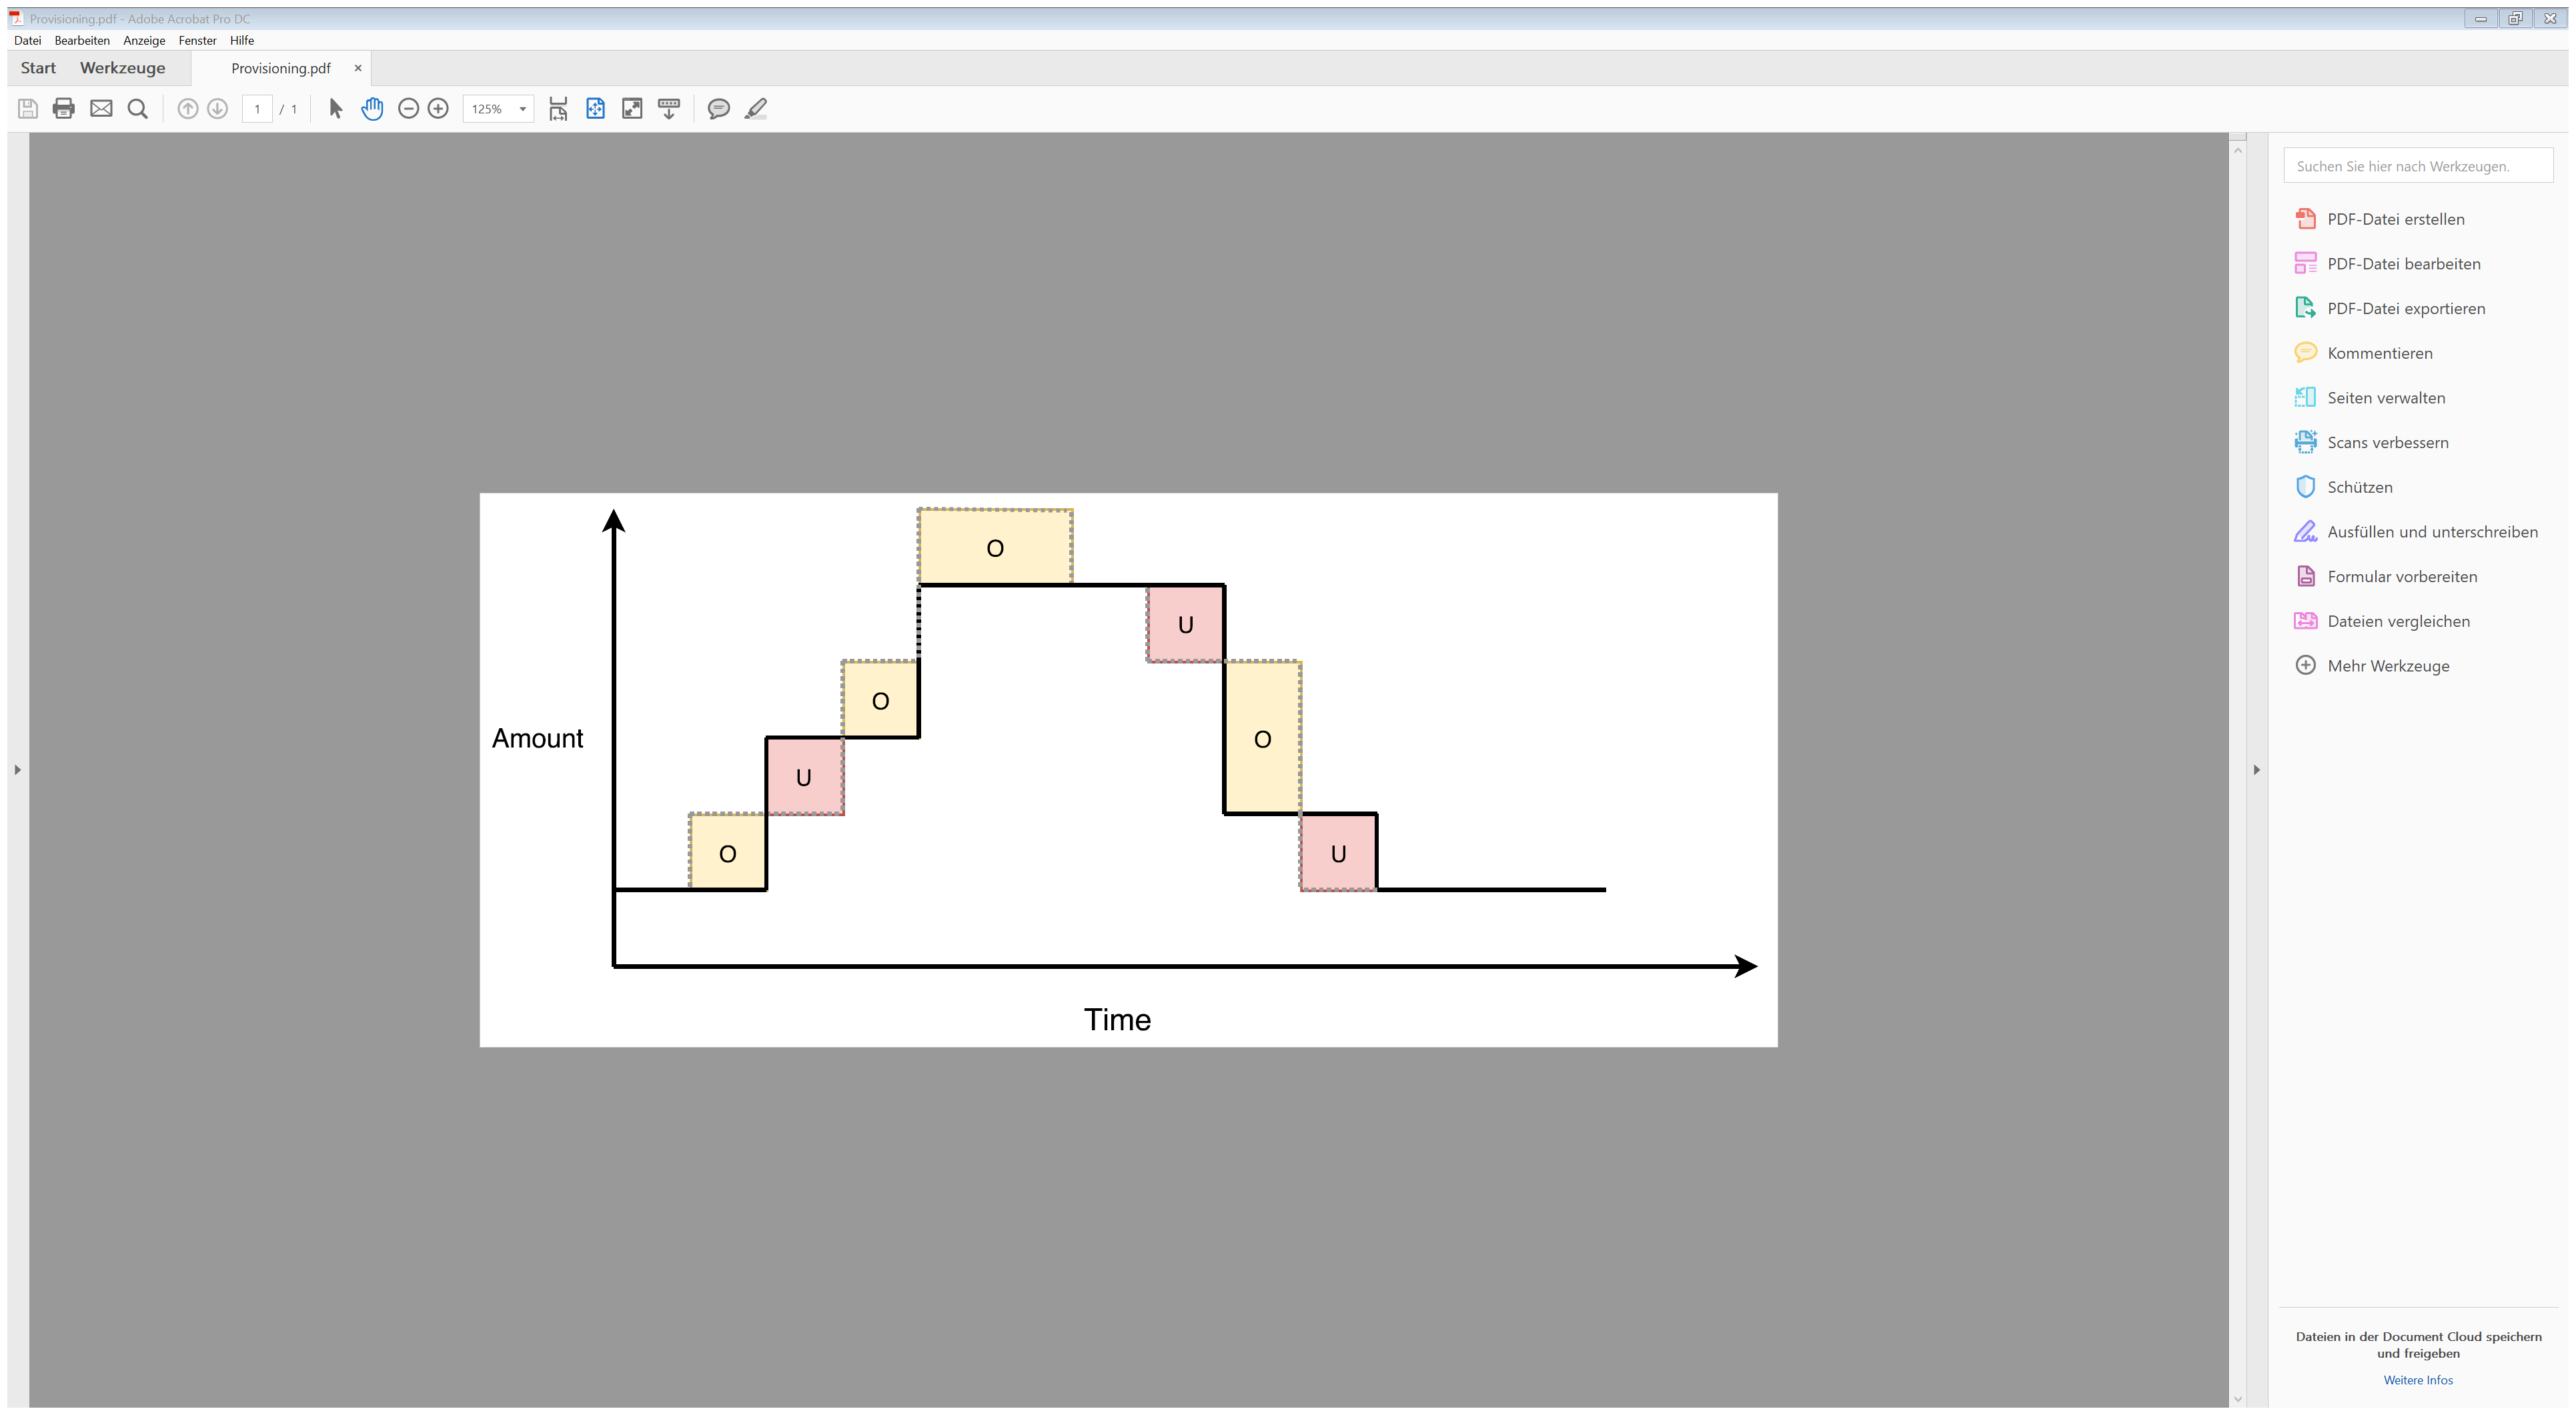 Provisioning.pdf - Adobe Acrobat Pro DC
Datei Bearbeiten Anzeige Fenster Hilfe
Start Werkzeuge Provisioning.pdf ×
1 / 1 125%
Suchen Sie hier nach Werkzeugen.
PDF-Datei erstellen
PDF-Datei bearbeiten
PDF-Datei exportieren
Kommentieren
Seiten verwalten
Scans verbessern
Schützen
Ausfüllen und unterschreiben
Formular vorbereiten
Dateien vergleichen
Mehr Werkzeuge
O
U
O
Amount
O
U
O
U
Time
Dateien in der Document Cloud speichern
und freigeben
Weitere Infos